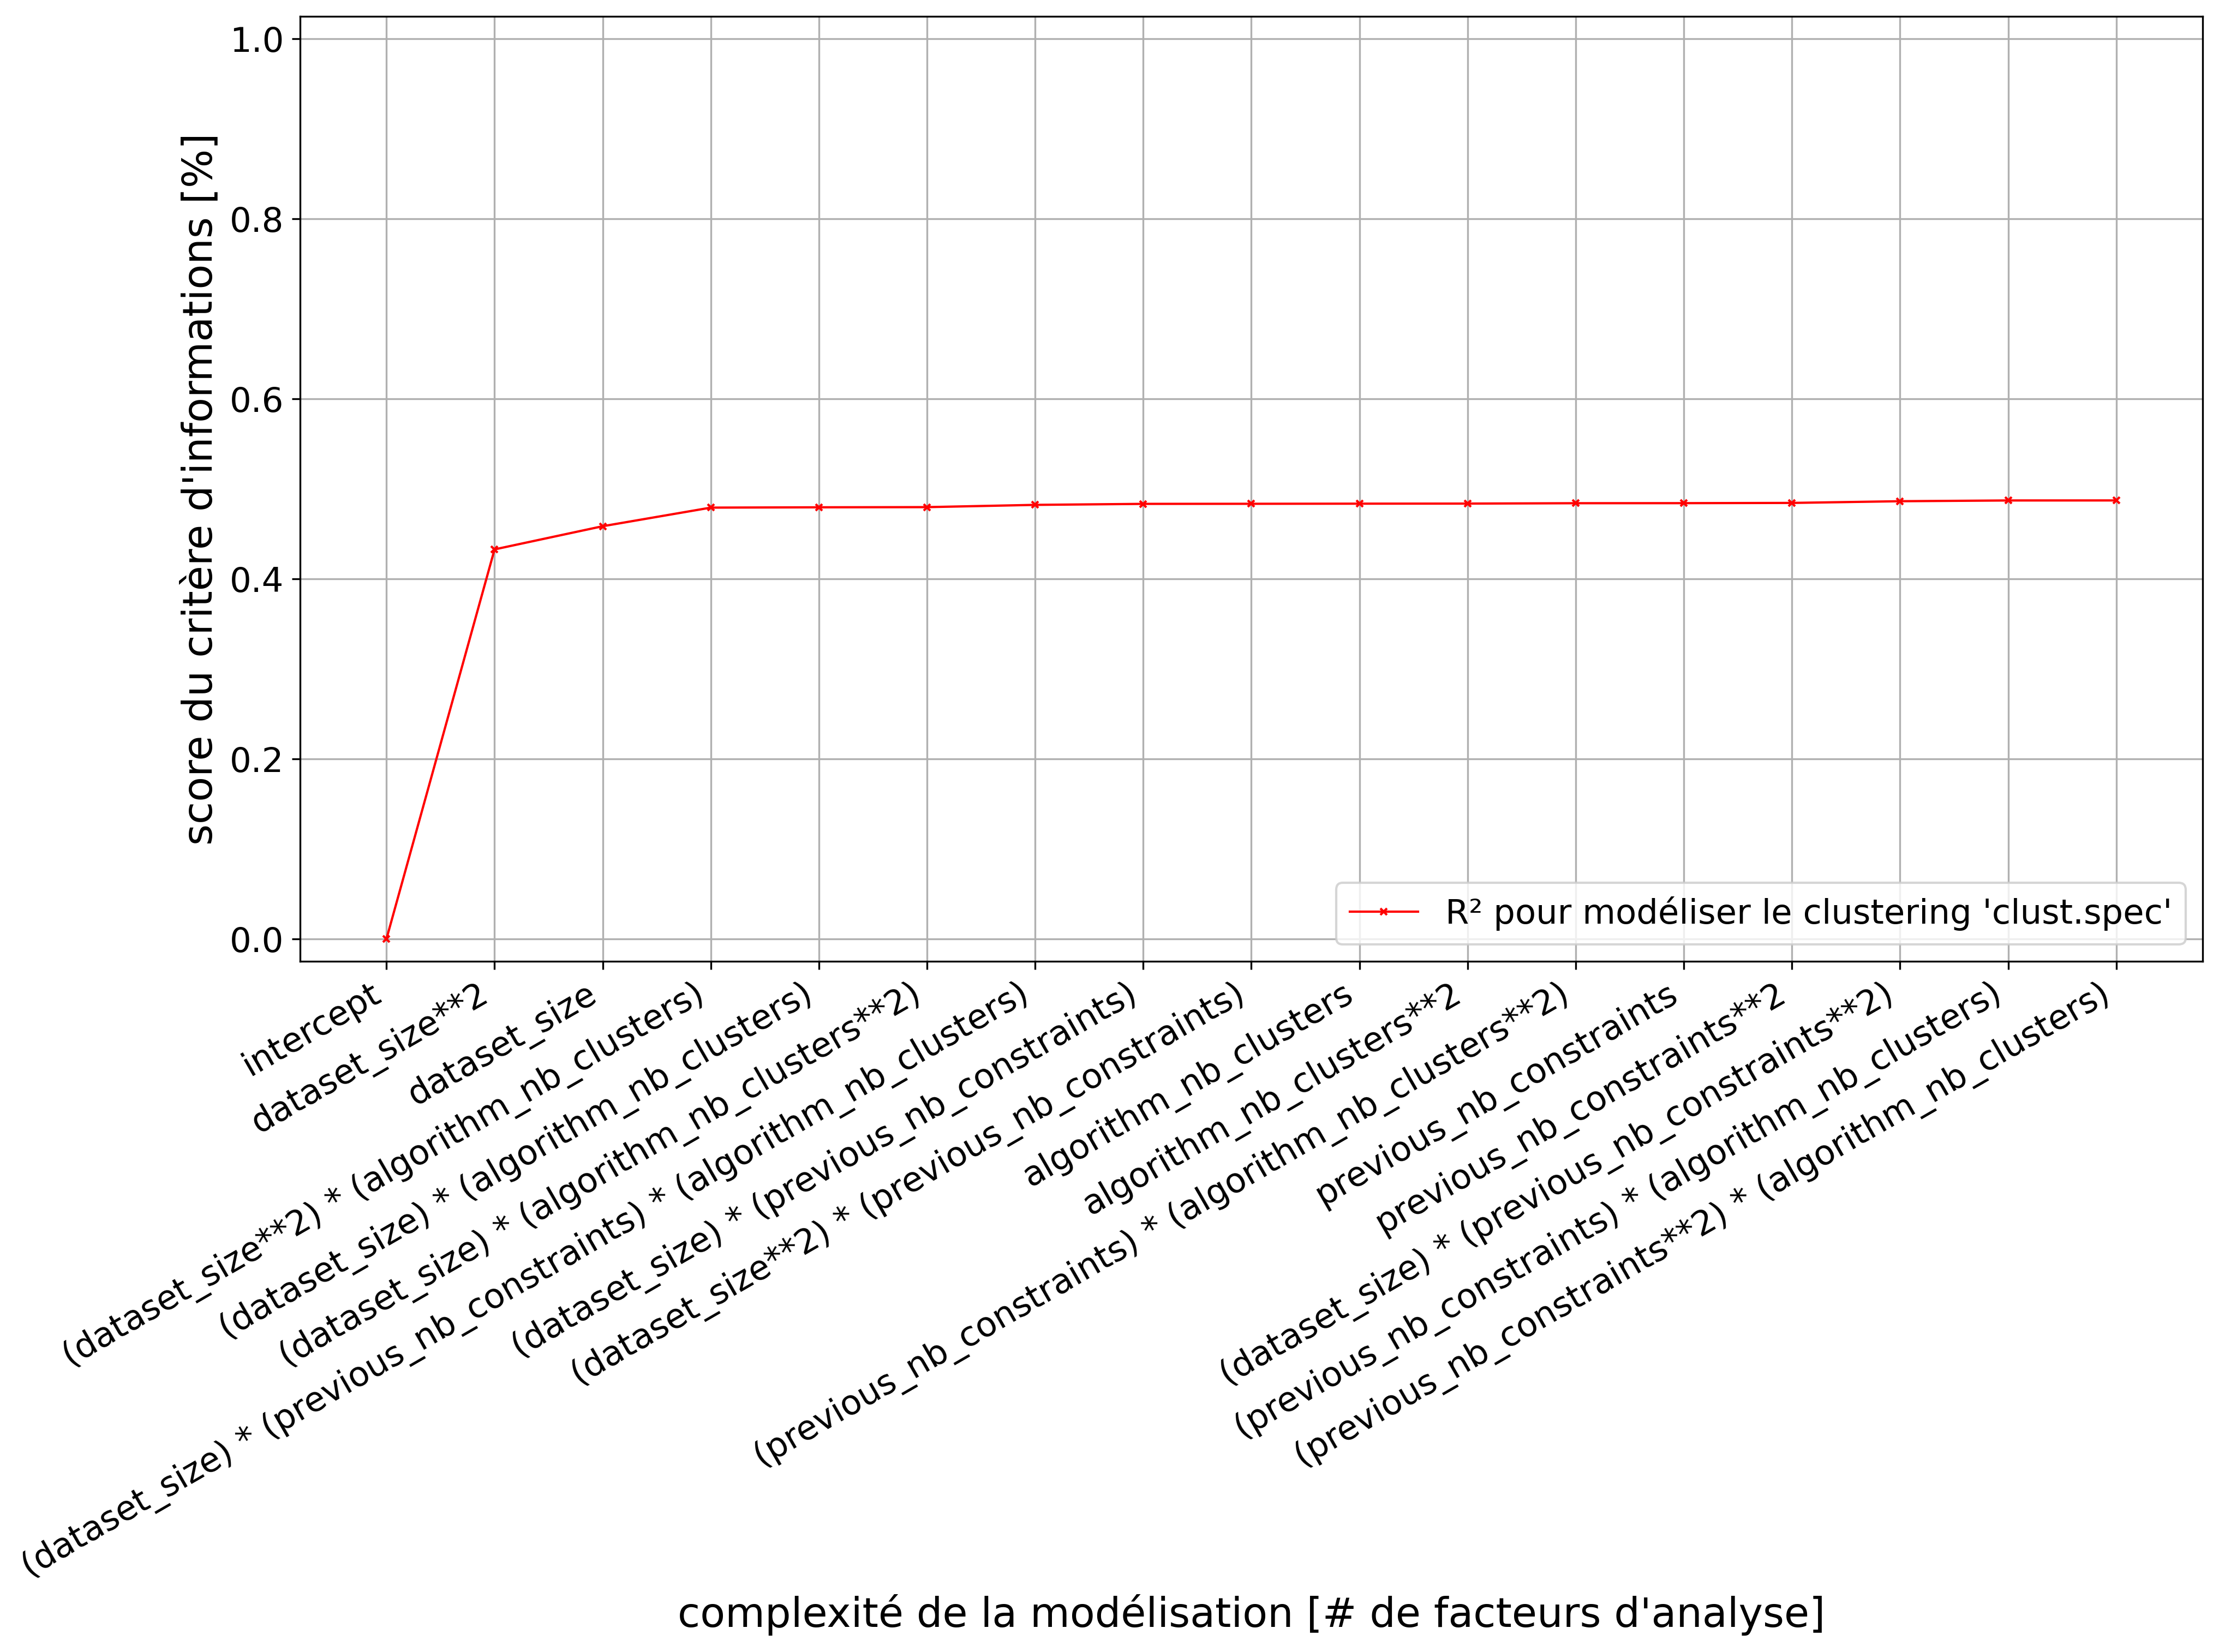 score du critère d'informations [%]
1.0
0.8
0.6
0.4
0.2
0.0
R² pour modéliser le clustering 'clust.spec'
intercept
dataset_size**2
dataset_size
(dataset_size**2) * (algorithm_nb_clusters)
(dataset_size) * (algorithm_nb_clusters)
(dataset_size) * (algorithm_nb_clusters**2)
(dataset_size) * (previous_nb_constraints) * (algorithm_nb_clusters)
(dataset_size) * (previous_nb_constraints)
(dataset_size**2) * (previous_nb_constraints)
algorithm_nb_clusters
algorithm_nb_clusters**2
(previous_nb_constraints) * (algorithm_nb_clusters**2)
previous_nb_constraints
previous_nb_constraints**2
(dataset_size) * (previous_nb_constraints**2)
(previous_nb_constraints) * (algorithm_nb_clusters)
(previous_nb_constraints**2) * (algorithm_nb_clusters)
complexité de la modélisation [# de facteurs d'analyse]